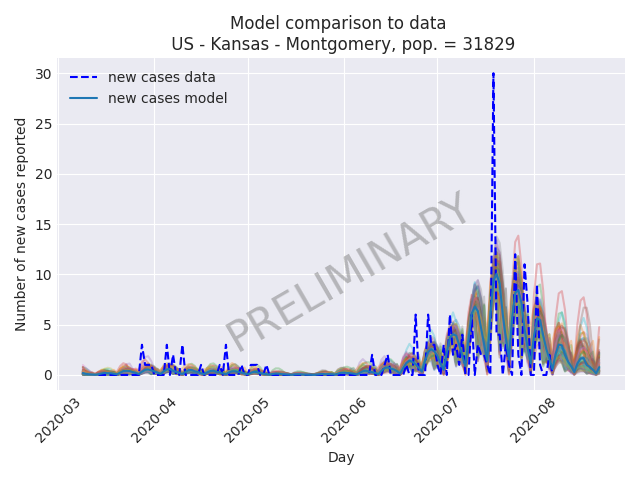 Model comparison to data
US - Kansas - Montgomery, pop. = 31829
new cases data
new cases model
Number of new cases reported
30
25
20
15
10
5
0
PRELIMINARY
2020-03
2020-04
2020-05
2020-06
2020-07
2020-08
Day